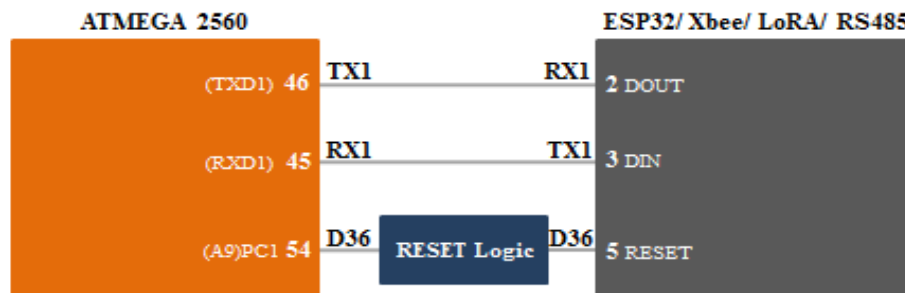 ATMEGA 2560 ESP32/ Xbee/ LoRA/ RS485
(TXD1) 46 TX1 RX1 2 DOUT
(RXD1) 45 RX1 TX1 3 DIN
(A9)PC1 54 D36 RESET Logic D36 5 RESET